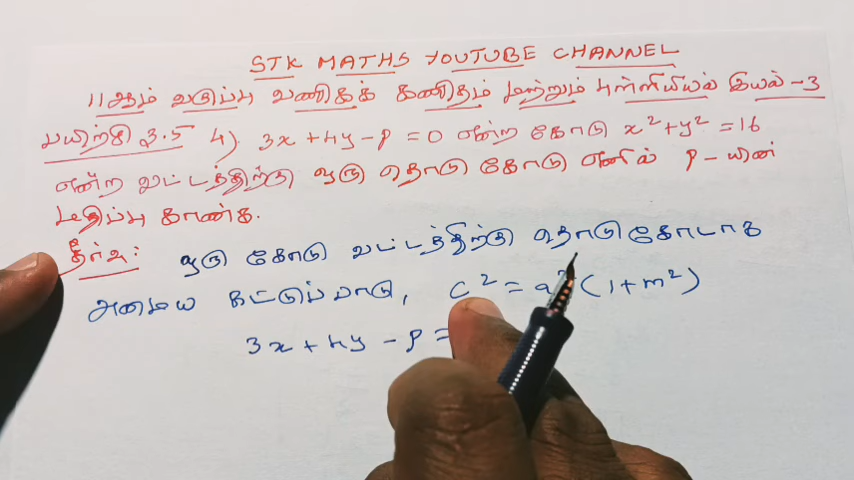 STK MATHS YOUTUBE CHANNEL
11ஆம் வகுப்பு வணிகக் கணிதம் மற்றும் புள்ளியியல் இயல் -3
பயிற்சி 3.5 4). 3x + 4y - P = 0 என்ற கோடு x² + y² = 16
என்ற வட்டத்திற்கு ஒரு தொடு கோடு எனில் P - யின்
மதிப்பு காண்க.
தீர்வு: ஒரு கோடு வட்டத்திற்கு தொடுகோடாக
அமைய கட்டுப்பாடு, c² = a² (1 + m²)
3x + 4y - P =